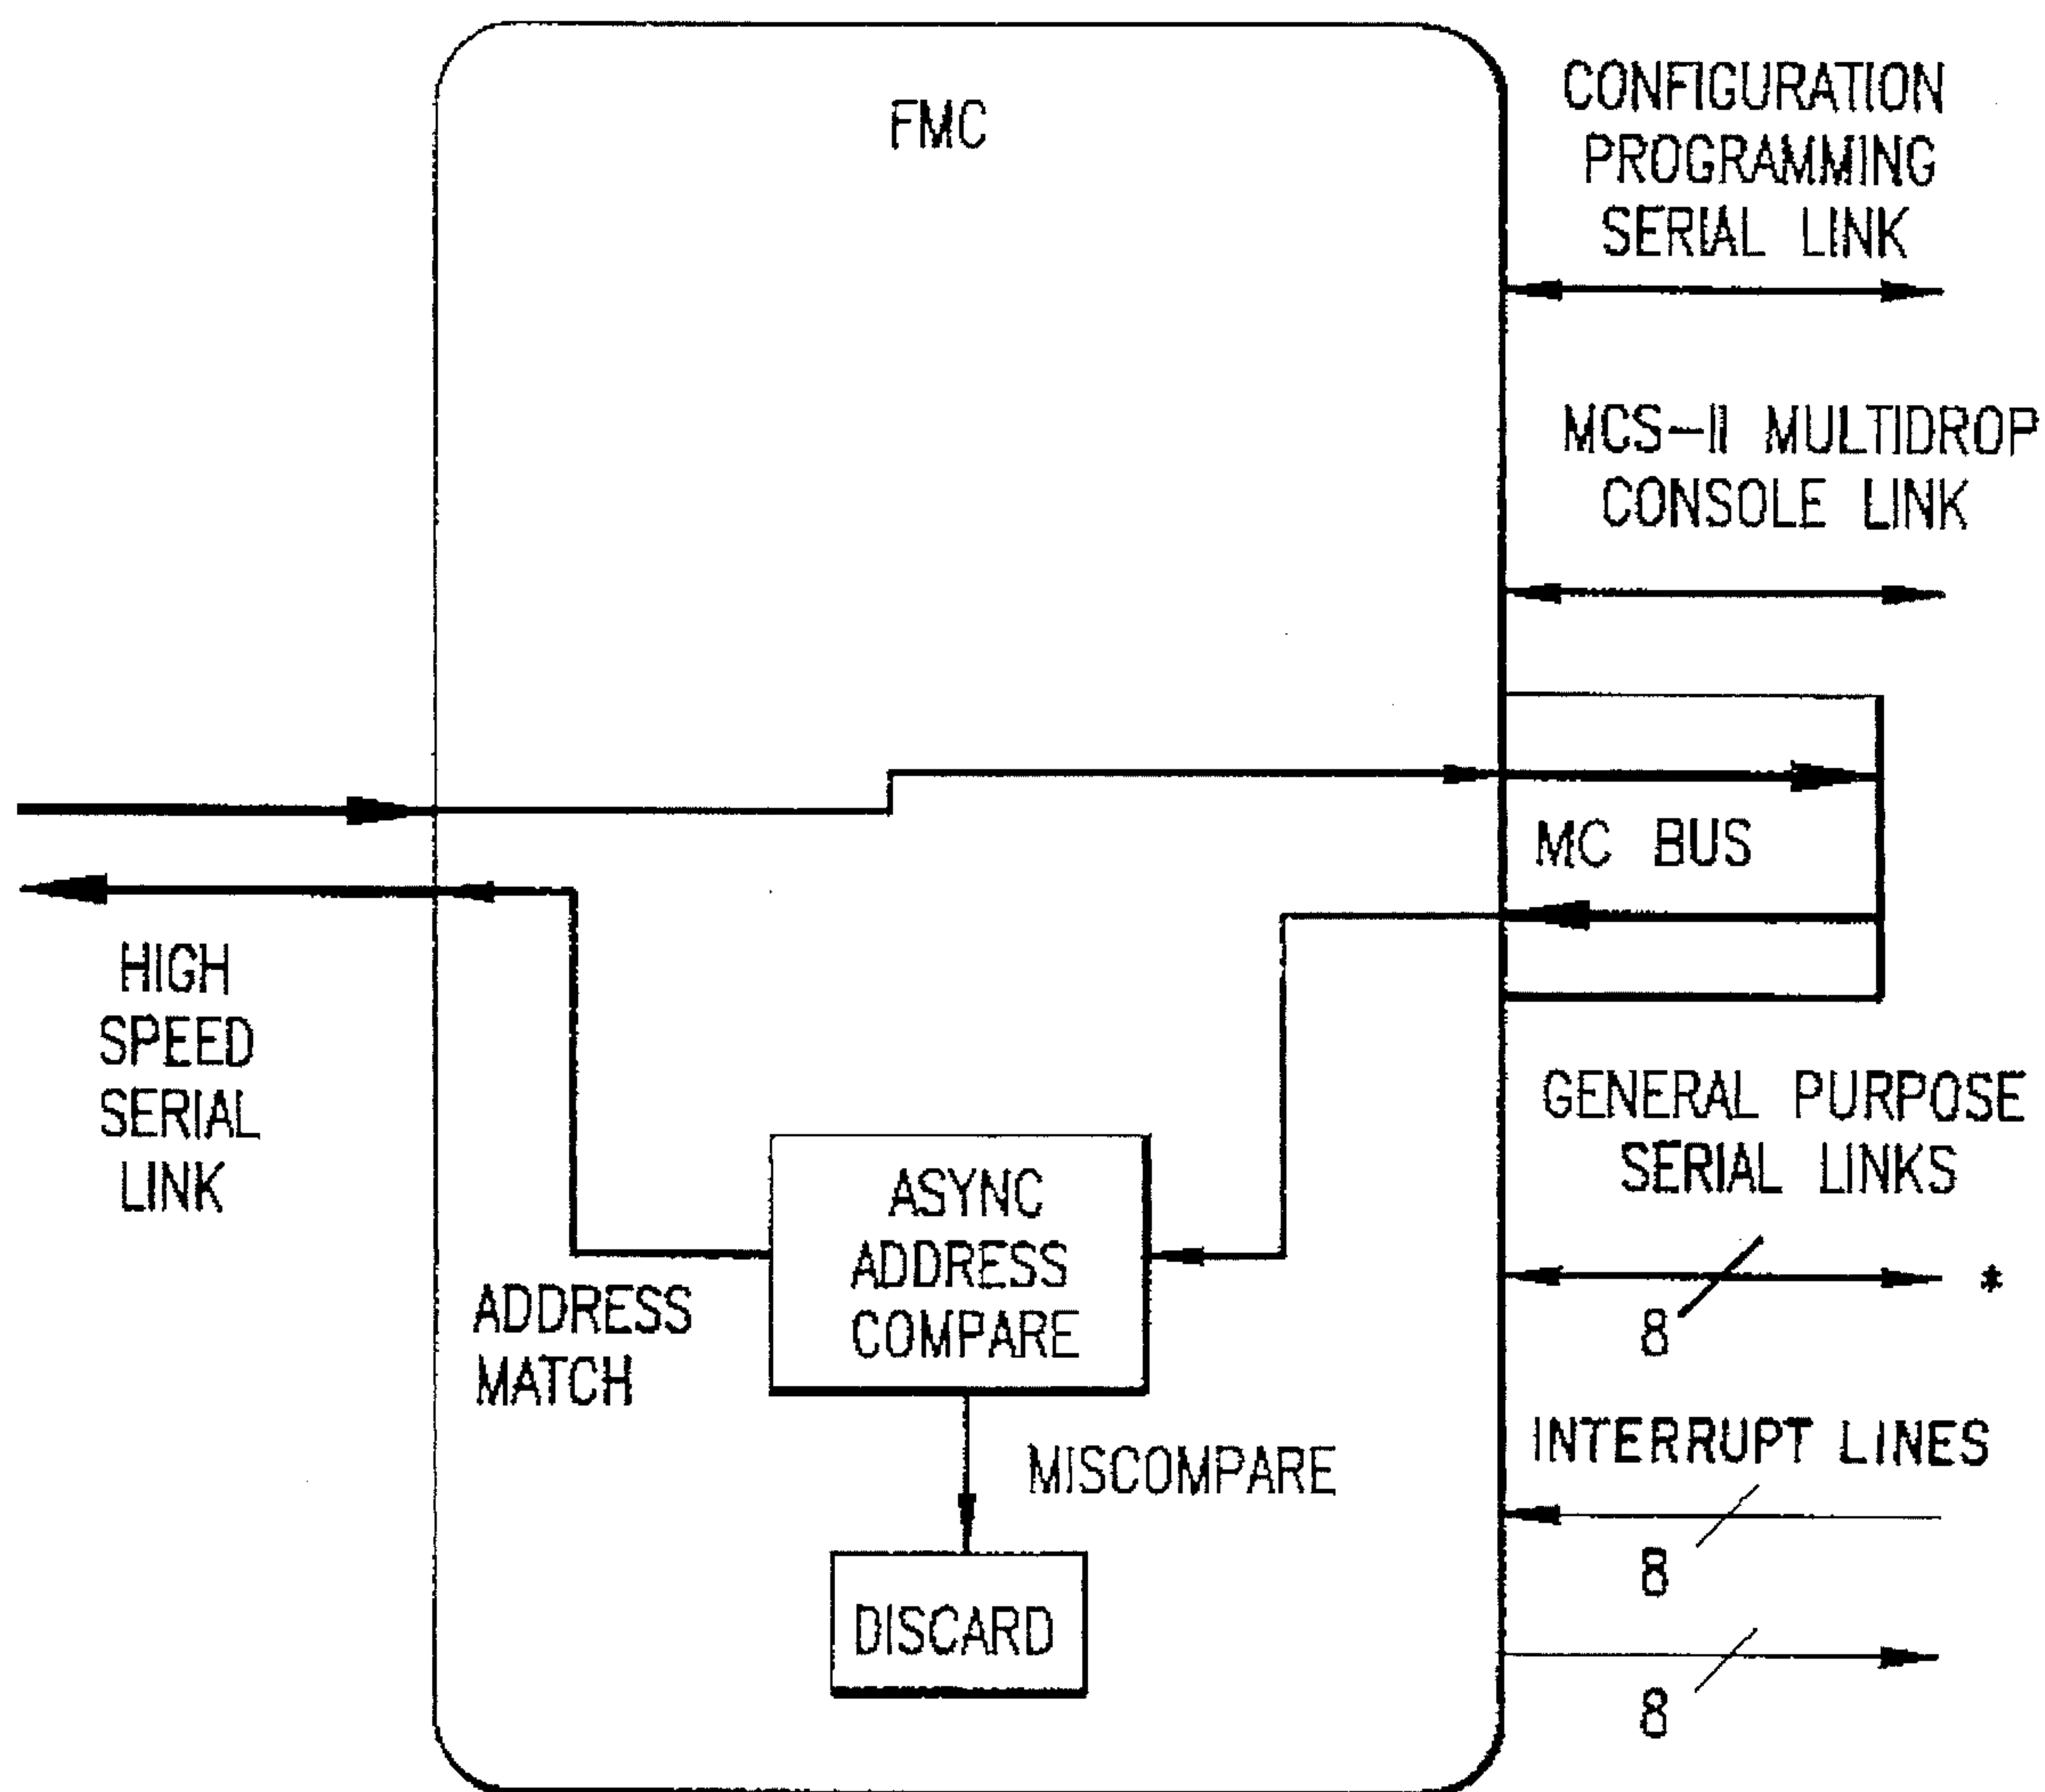 FMC
CONFIGURATION
PROGRAMMING
SERIAL LINK
MCS-II MULTIDROP
CONSOLE LINK
MC BUS
HIGH
SPEED
SERIAL
LINK
GENERAL PURPOSE
SERIAL LINKS
*
8
ASYNC
ADDRESS
COMPARE
ADDRESS
MATCH
INTERRUPT LINES
8
MISCOMPARE
DISCARD
8